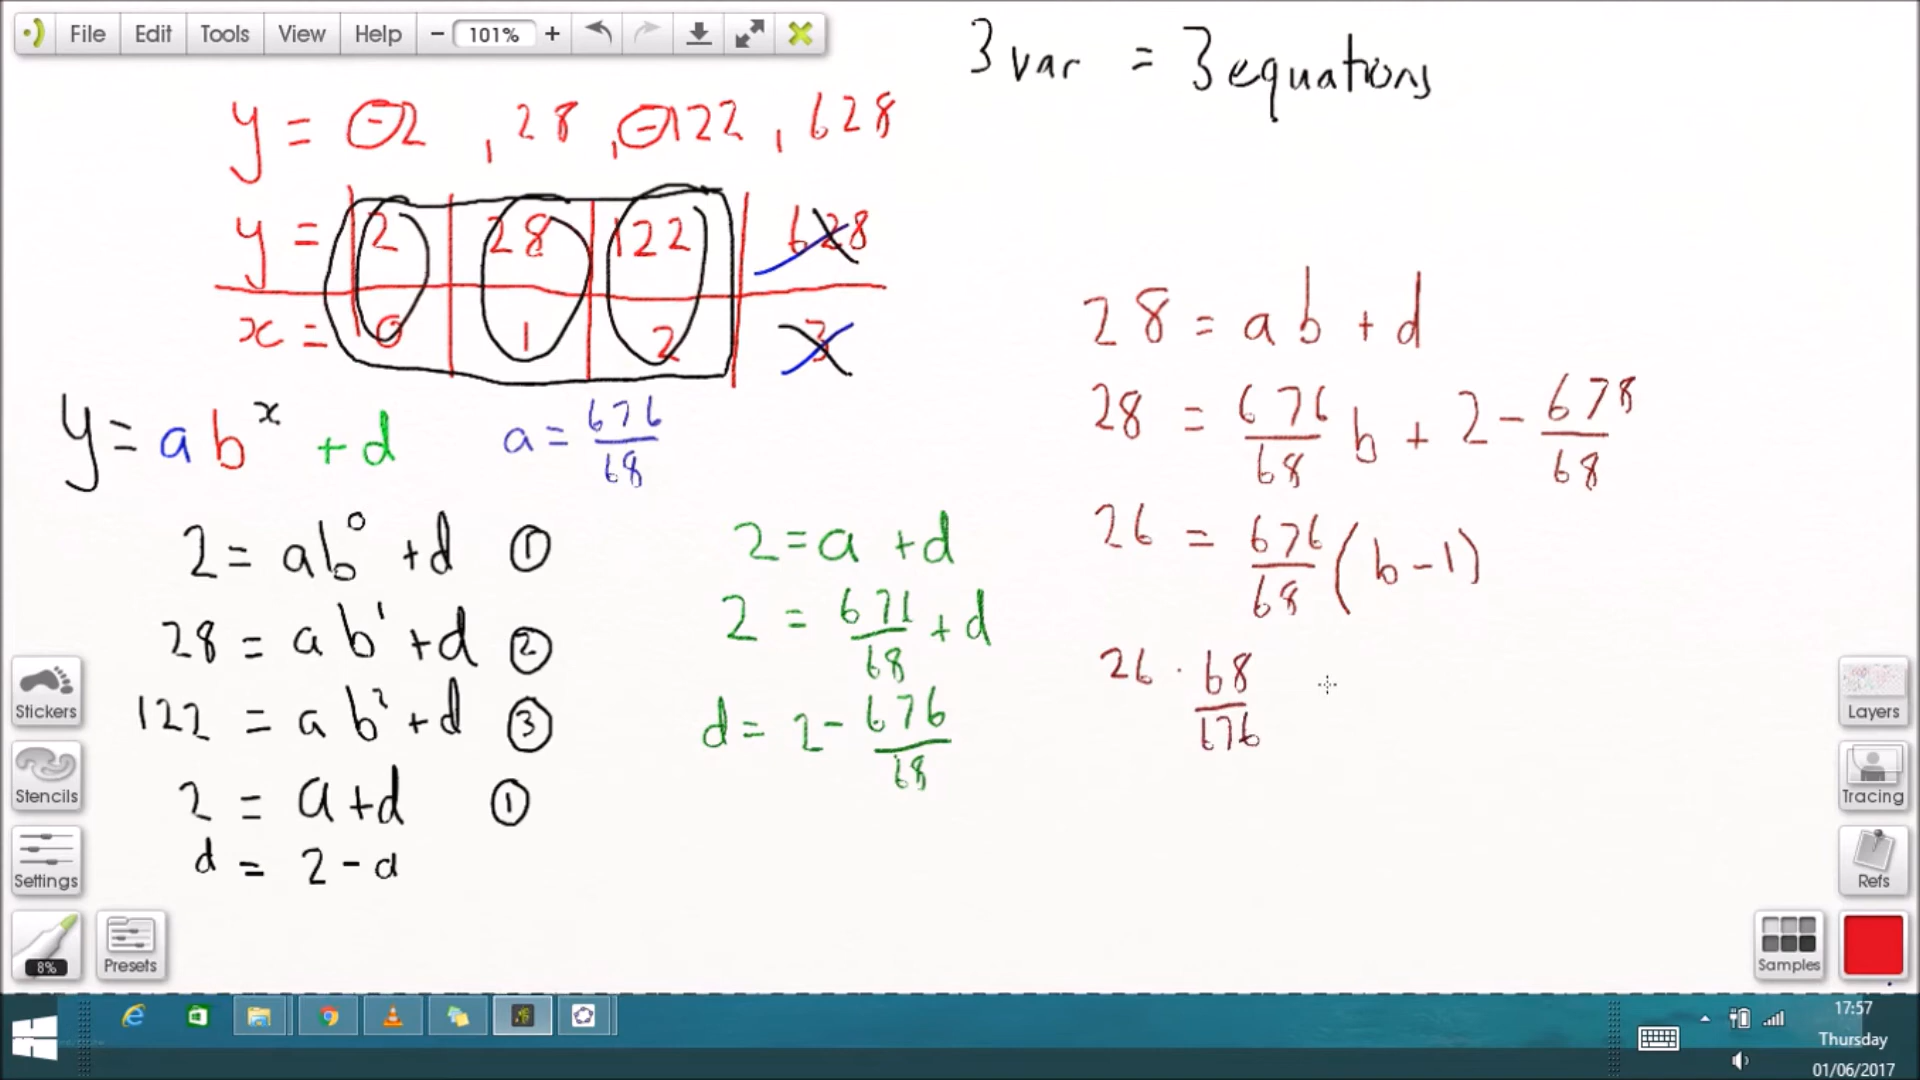 File Edit Tools View Help − 101% +
3 var = 3 equations
y = -2 , 28 , -122 , 628
y = 2 28 122 628
x = 0 1 2 3
y = ab^x + d
a = 676/68
2 = ab^0 + d ①
28 = ab^1 + d ②
122 = ab^2 + d ③
2 = a + d ①
d = 2 - a
2 = a + d
2 = 676/68 + d
d = 2 - 676/68
28 = ab + d
28 = 676/68 b + 2 - 678/68
26 = 676/68 (b - 1)
26 · 68/676
Stickers
Stencils
Settings
8%
Presets
Layers
Tracing
Refs
Samples
17:57
Thursday
01/06/2017